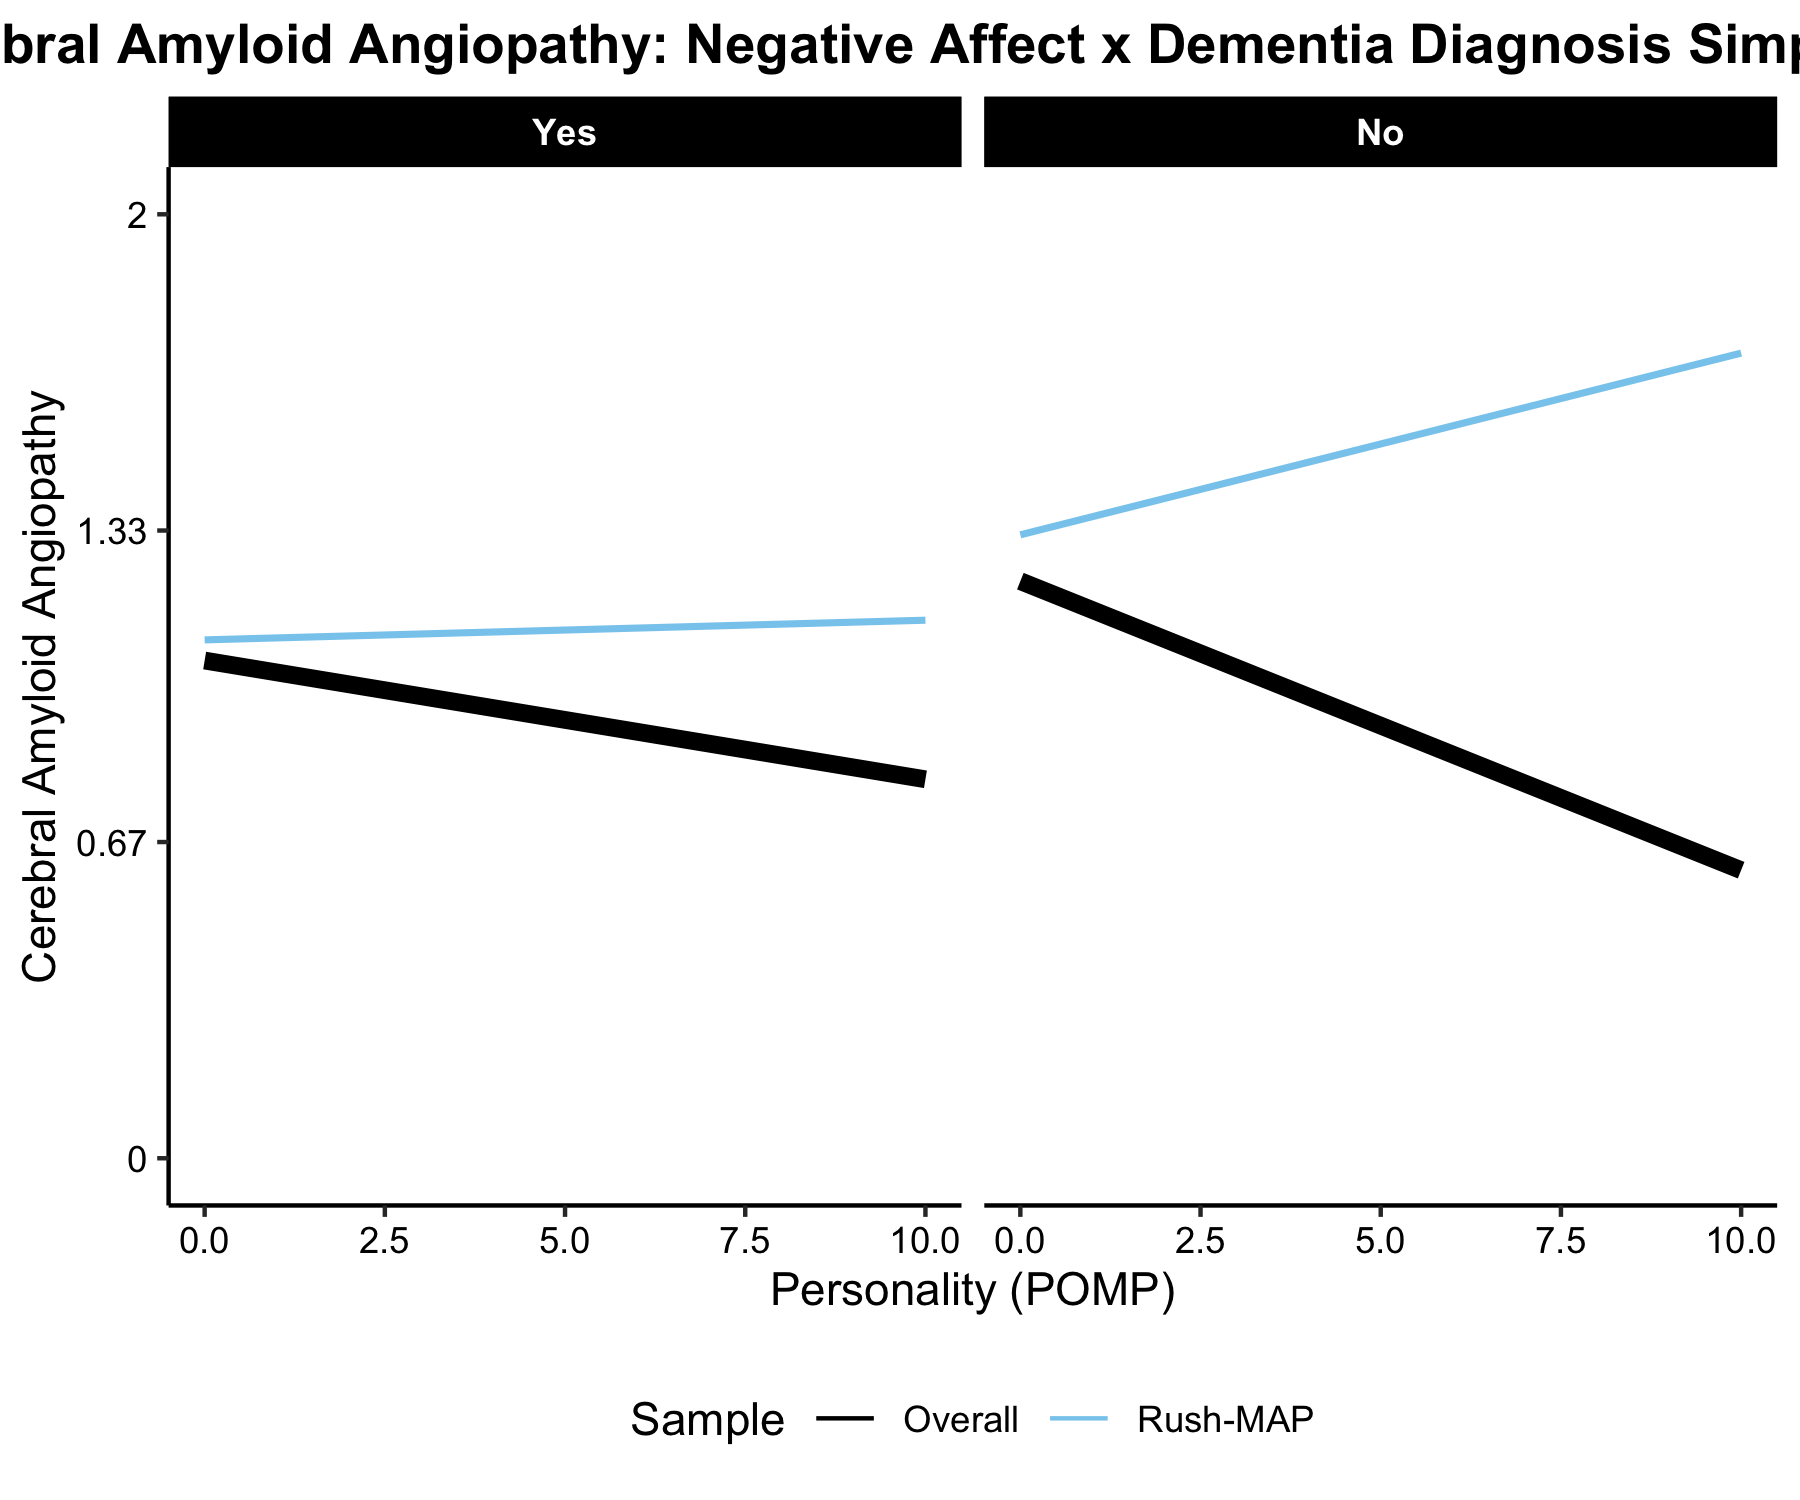 bral Amyloid Angiopathy: Negative Affect x Dementia Diagnosis Simp
Yes
No
Cerebral Amyloid Angiopathy
2
1.33
0.67
0
0.0 2.5 5.0 7.5 10.0 0.0 2.5 5.0 7.5 10.0
Personality (POMP)
Sample Overall Rush-MAP